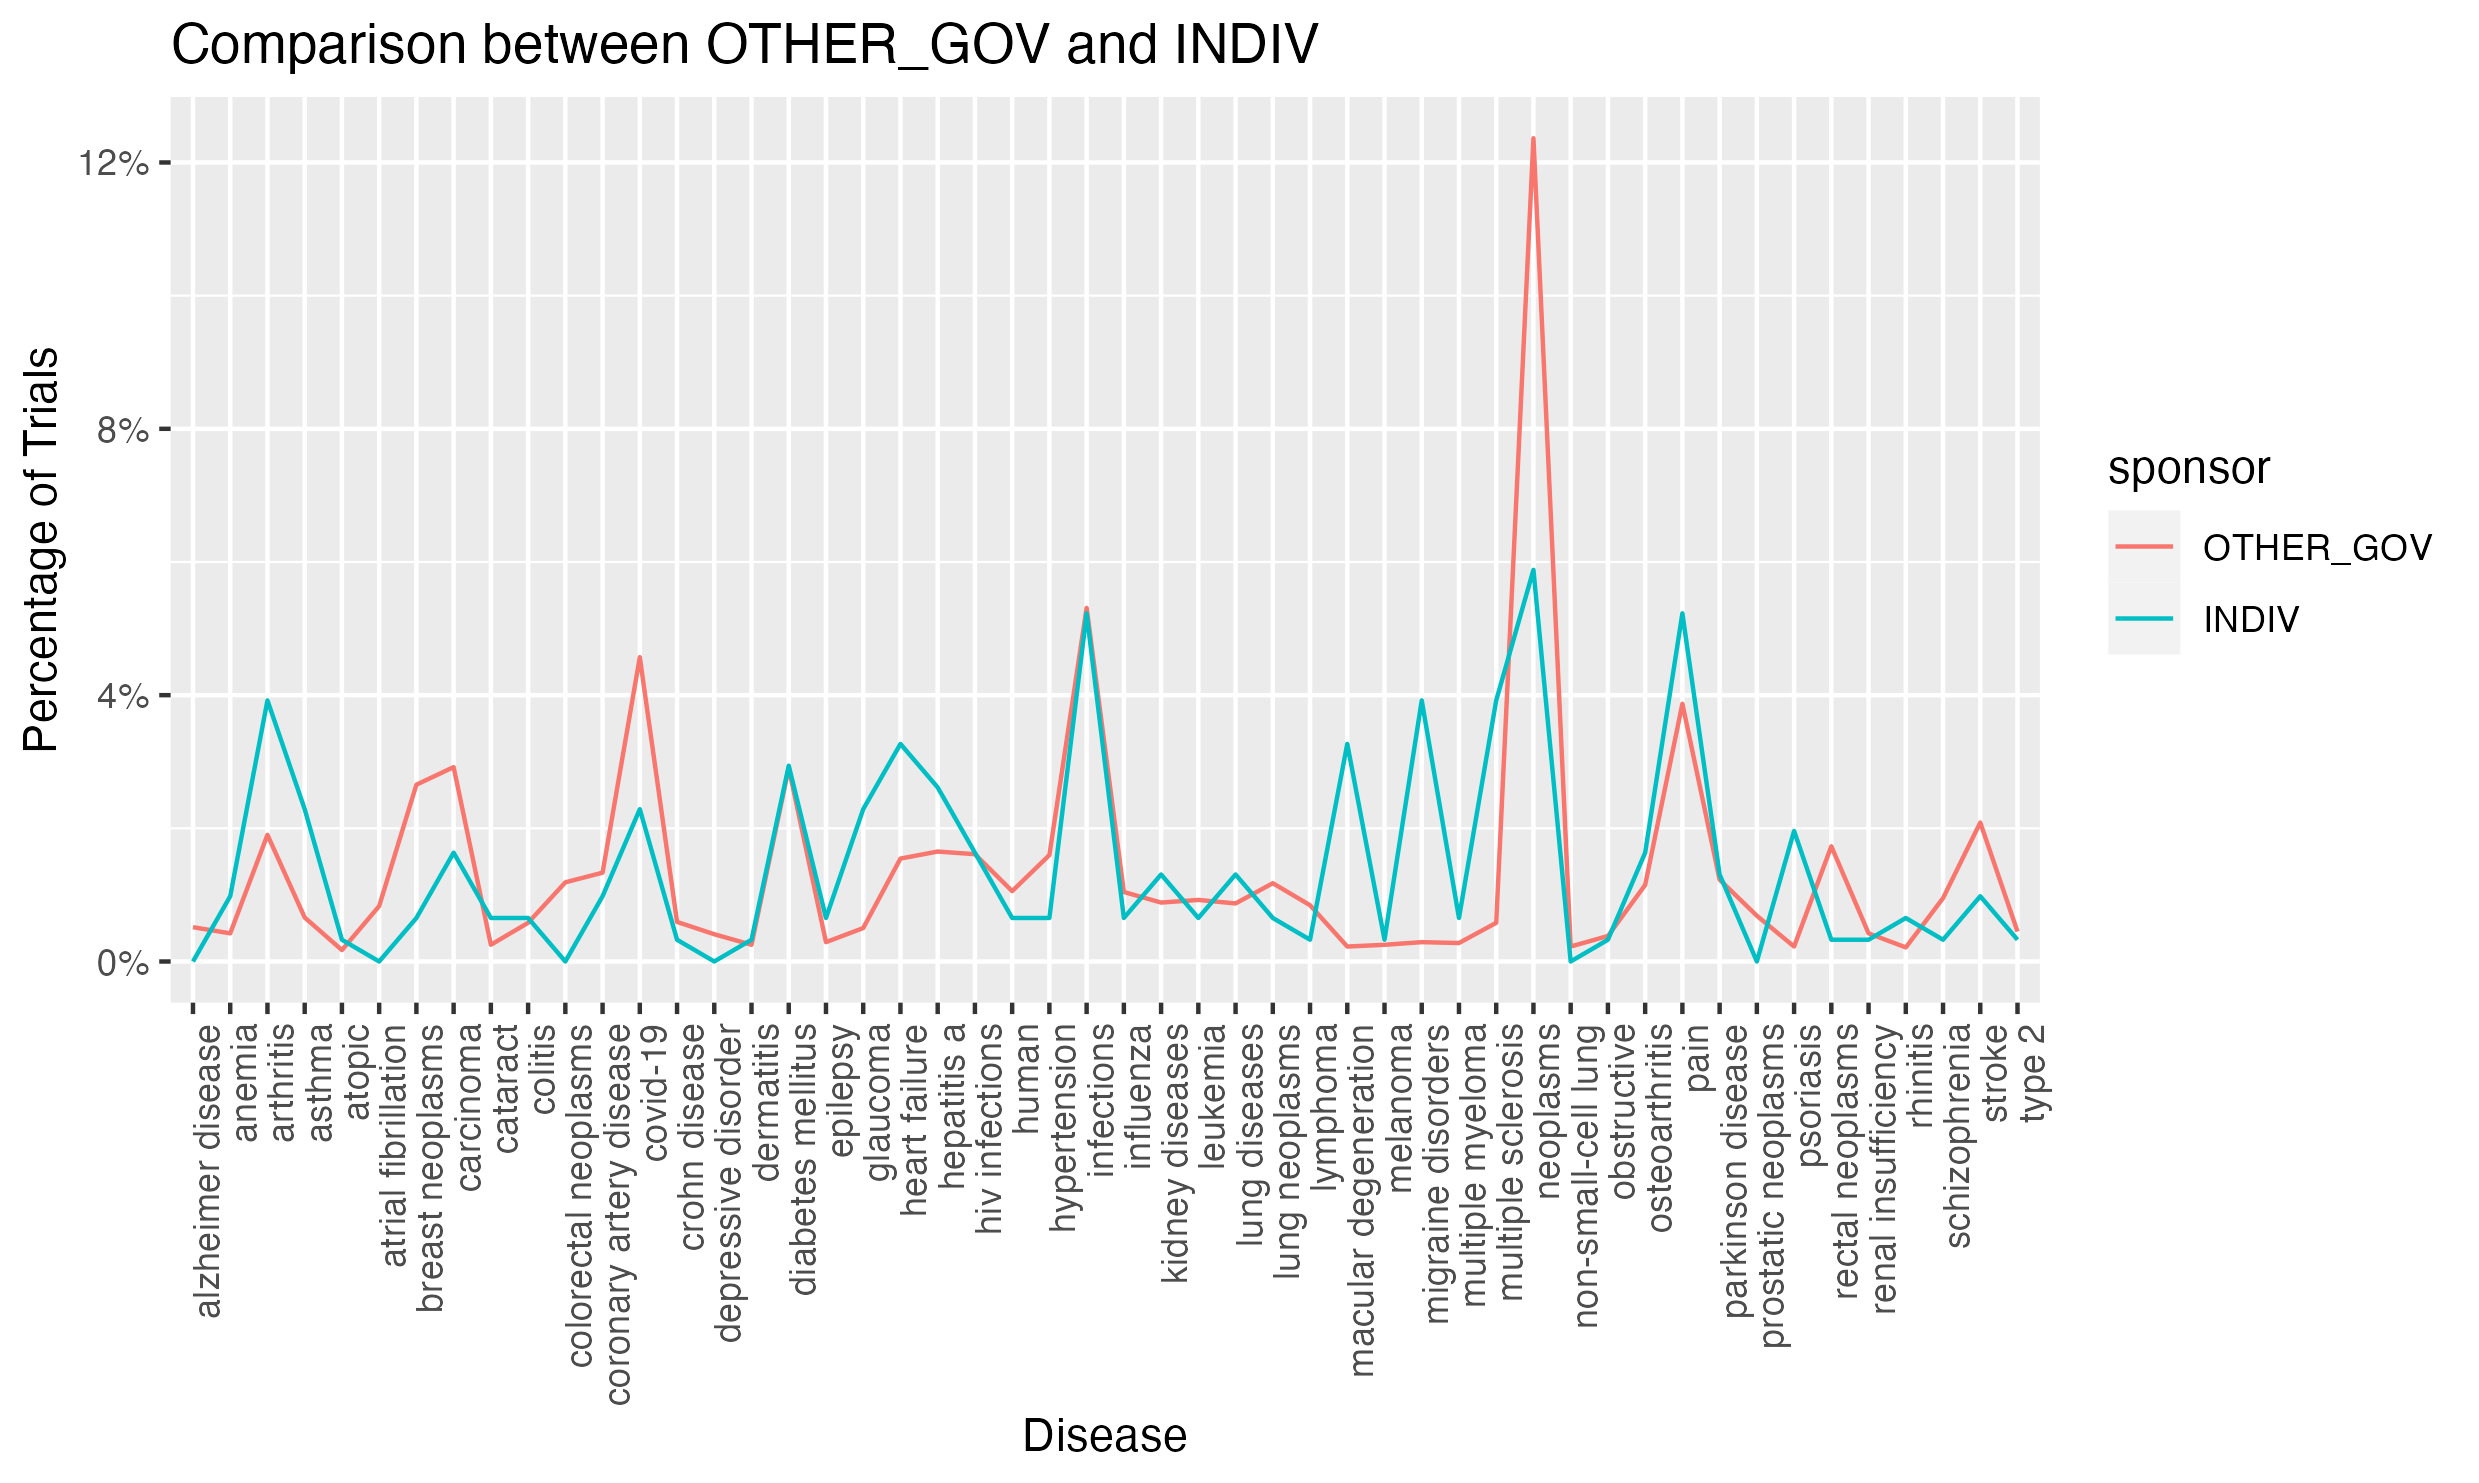 Comparison between OTHER_GOV and INDIV
Percentage of Trials
12%
8%
4%
0%
alzheimer disease
anemia
arthritis
asthma
atopic
atrial fibrillation
breast neoplasms
carcinoma
cataract
colitis
colorectal neoplasms
coronary artery disease
covid-19
crohn disease
depressive disorder
dermatitis
diabetes mellitus
epilepsy
glaucoma
heart failure
hepatitis a
hiv infections
human
hypertension
infections
influenza
kidney diseases
leukemia
lung diseases
lung neoplasms
lymphoma
macular degeneration
melanoma
migraine disorders
multiple myeloma
multiple sclerosis
neoplasms
non-small-cell lung
obstructive
osteoarthritis
pain
parkinson disease
prostatic neoplasms
psoriasis
rectal neoplasms
renal insufficiency
rhinitis
schizophrenia
stroke
type 2
Disease
sponsor
OTHER_GOV
INDIV